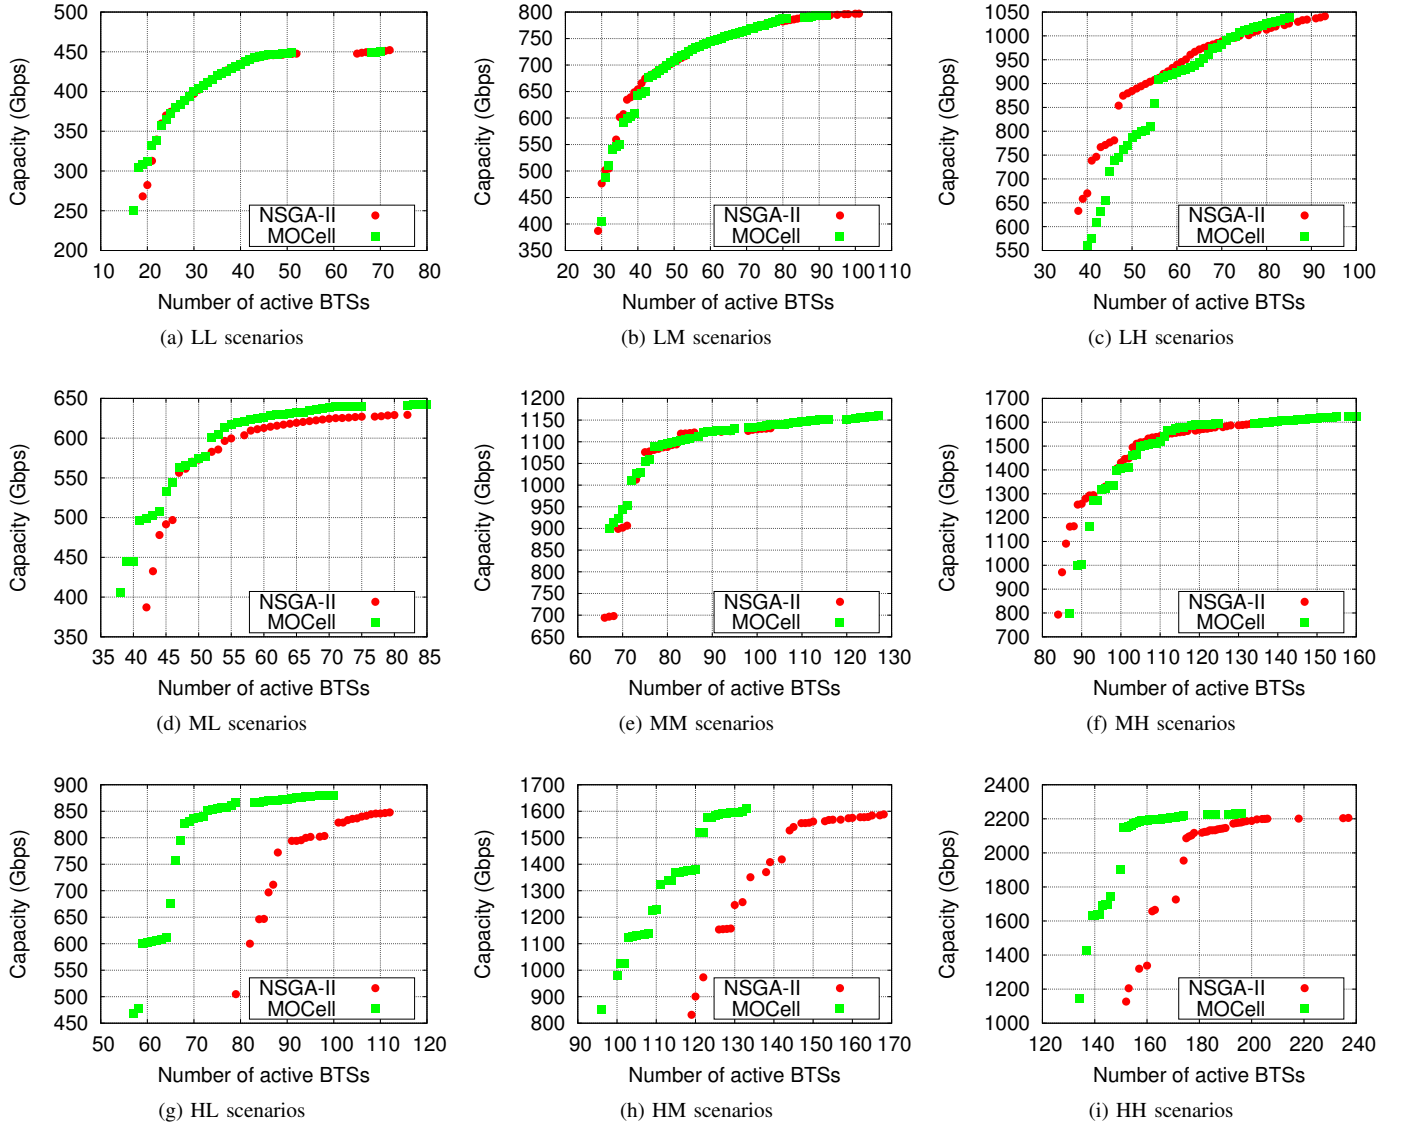 500
450
400
350
300
250
200
Capacity (Gbps)
NSGA-II
MOCell
10 20 30 40 50 60 70 80
Number of active BTSs
(a) LL scenarios
800
750
700
650
600
550
500
450
400
350
Capacity (Gbps)
NSGA-II
MOCell
20 30 40 50 60 70 80 90 100 110
Number of active BTSs
(b) LM scenarios
1050
1000
950
900
850
800
750
700
650
600
550
Capacity (Gbps)
NSGA-II
MOCell
30 40 50 60 70 80 90 100
Number of active BTSs
(c) LH scenarios
650
600
550
500
450
400
350
Capacity (Gbps)
NSGA-II
MOCell
35 40 45 50 55 60 65 70 75 80 85
Number of active BTSs
(d) ML scenarios
1200
1150
1100
1050
1000
950
900
850
800
750
700
650
Capacity (Gbps)
NSGA-II
MOCell
60 70 80 90 100 110 120 130
Number of active BTSs
(e) MM scenarios
1700
1600
1500
1400
1300
1200
1100
1000
900
800
700
Capacity (Gbps)
NSGA-II
MOCell
80 90 100 110 120 130 140 150 160
Number of active BTSs
(f) MH scenarios
900
850
800
750
700
650
600
550
500
450
Capacity (Gbps)
NSGA-II
MOCell
50 60 70 80 90 100 110 120
Number of active BTSs
(g) HL scenarios
1700
1600
1500
1400
1300
1200
1100
1000
900
800
Capacity (Gbps)
NSGA-II
MOCell
90 100 110 120 130 140 150 160 170
Number of active BTSs
(h) HM scenarios
2400
2200
2000
1800
1600
1400
1200
1000
Capacity (Gbps)
NSGA-II
MOCell
120 140 160 180 200 220 240
Number of active BTSs
(i) HH scenarios